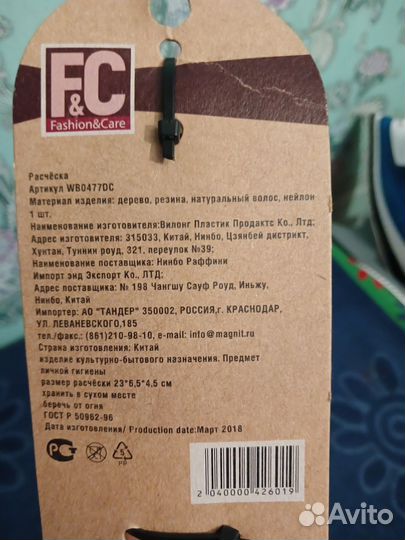 F&C
Fashion&Care
Расчёска
Артикул WB0477DC
Материал изделия: дерево, резина, натуральный волос, нейлон
1 шт.
Наименование изготовителя:Вилонг Пластик Продактс Ко., Лтд;
Адрес изготовителя: 315033, Китай, Нинбо, Цзянбей дистрикт,
Хунтан, Туннин роуд, 321, переулок №39;
Наименование поставщика: Нинбо Раффини
Импорт энд Экспорт Ко., ЛТД;
Адрес поставщика: № 198 Чангшу Сауф Роуд, Иньжу,
Нинбо, Китай
Импортер: АО "ТАНДЕР" 350002, РОССИЯ,г. КРАСНОДАР,
УЛ. ЛЕВАНЕВСКОГО,185
тел./факс.: (861)210-98-10, e-mail: info@magnit.ru
Страна изготовления: Китай
изделие культурно-бытового назначения. Предмет
личной гигиены
размер расчёски 23*6,5*4,5 см
хранить в сухом месте
беречь от огня
ГОСТ Р 50962-96
Дата изготовления/ Production date:Март 2018
РСТ
5
PP
2 040000 426019
Avito